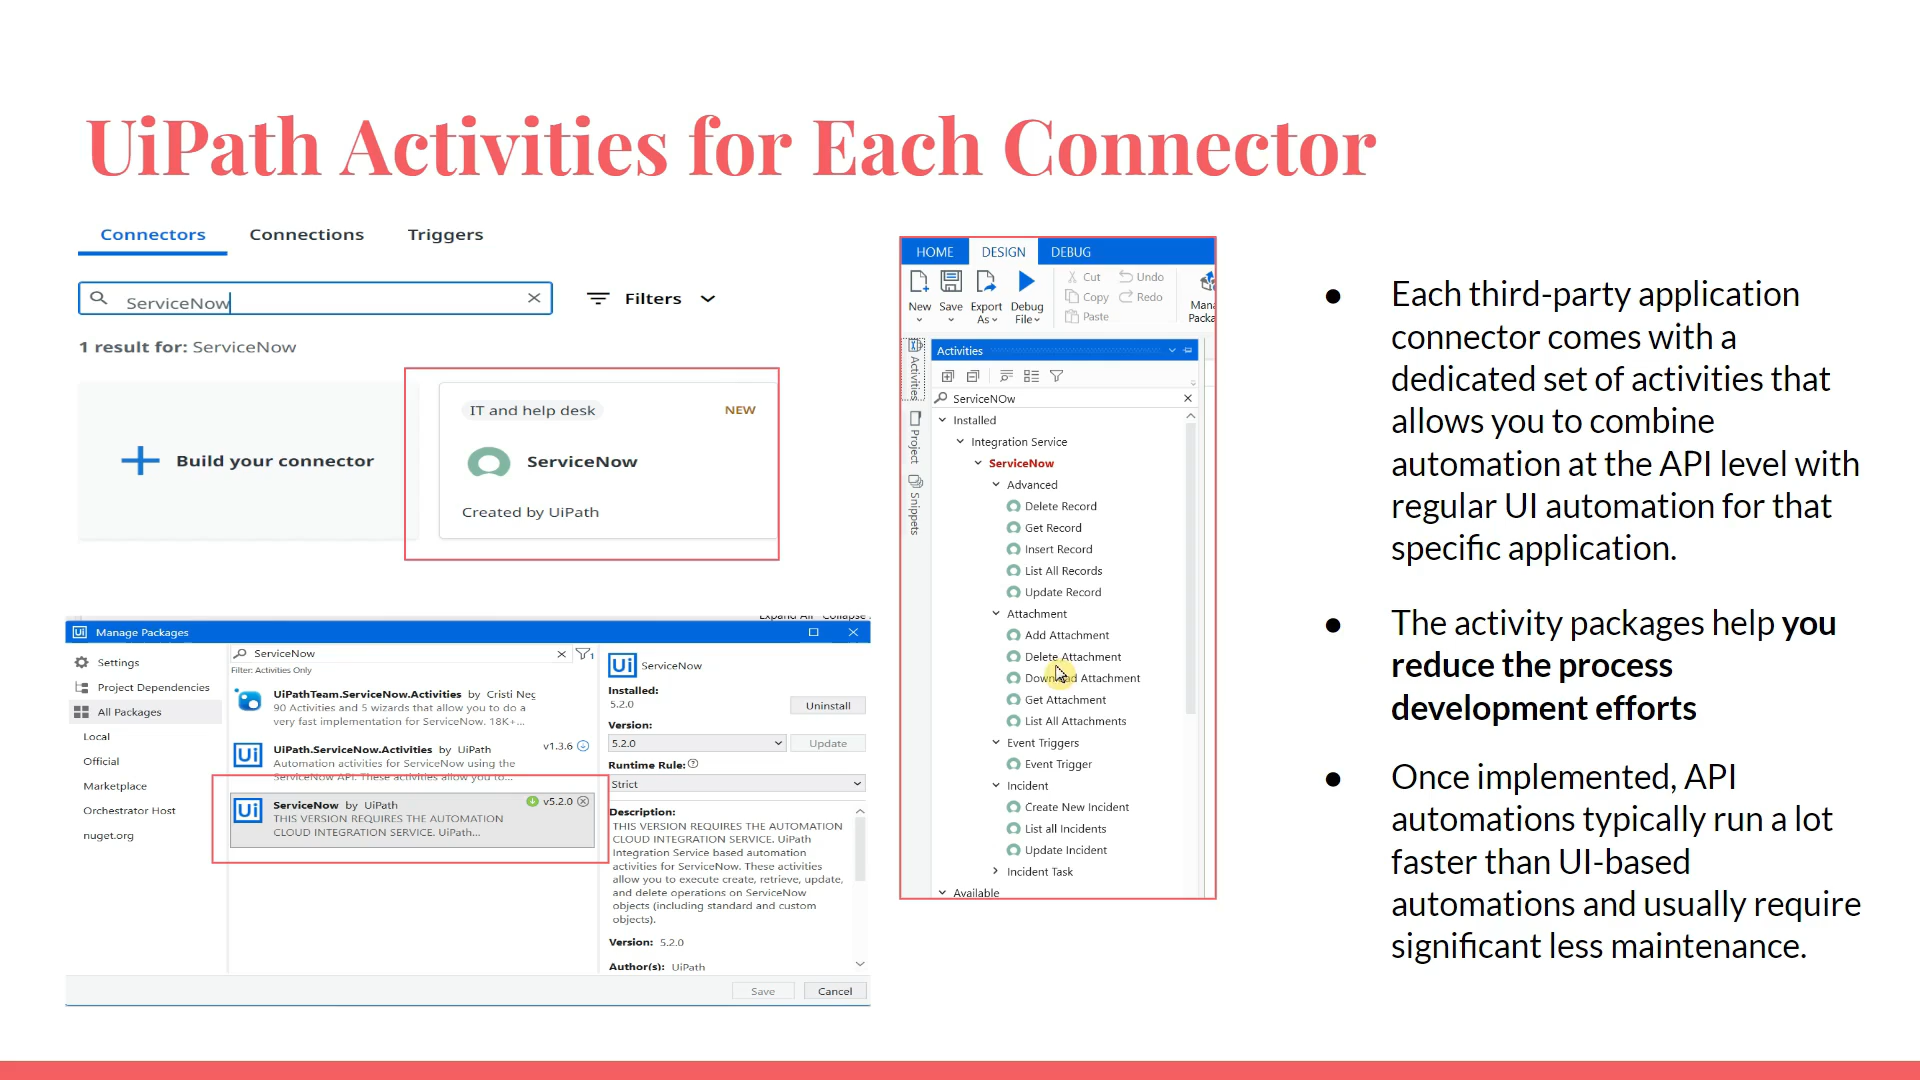 UiPath Activities for Each Connector
Connectors Connections Triggers
ServiceNow
Filters
1 result for: ServiceNow
Build your connector
IT and help desk NEW
ServiceNow
Created by UiPath
Manage Packages
Settings
Project Dependencies
All Packages
Local
Official
Marketplace
Orchestrator Host
nuget.org
ServiceNow
Filter: Activities Only
UiPathTeam.ServiceNow.Activities by Cristi Neg
90 Activities and 5 wizards that allow you to do a
very fast implementation for ServiceNow. 18K+...
UiPath.ServiceNow.Activities by UiPath v1.3.6
Automation activities for ServiceNow using the
ServiceNow API. These activities allow you to...
ServiceNow by UiPath v5.2.0
THIS VERSION REQUIRES THE AUTOMATION
CLOUD INTEGRATION SERVICE. UiPath...
Ui ServiceNow
Installed:
5.2.0
Uninstall
Version:
5.2.0 Update
Runtime Rule:
Strict
Description:
THIS VERSION REQUIRES THE AUTOMATION
CLOUD INTEGRATION SERVICE. UiPath
Integration Service based automation
activities for ServiceNow. These activities
allow you to execute create, retrieve, update,
and delete operations on ServiceNow
objects (including standard and custom
objects).
Version: 5.2.0
Author(s): UiPath
Save Cancel
HOME DESIGN DEBUG
New Save Export As Debug File
Cut Undo
Copy Redo
Paste
Mana
Packa
Activities
Project
Snippets
Activities
ServiceNOw
Installed
Integration Service
ServiceNow
Advanced
Delete Record
Get Record
Insert Record
List All Records
Update Record
Attachment
Add Attachment
Delete Attachment
Download Attachment
Get Attachment
List All Attachments
Event Triggers
Event Trigger
Incident
Create New Incident
List all Incidents
Update Incident
Incident Task
Available
● Each third-party application
connector comes with a
dedicated set of activities that
allows you to combine
automation at the API level with
regular UI automation for that
specific application.
● The activity packages help you
reduce the process
development efforts
● Once implemented, API
automations typically run a lot
faster than UI-based
automations and usually require
significant less maintenance.